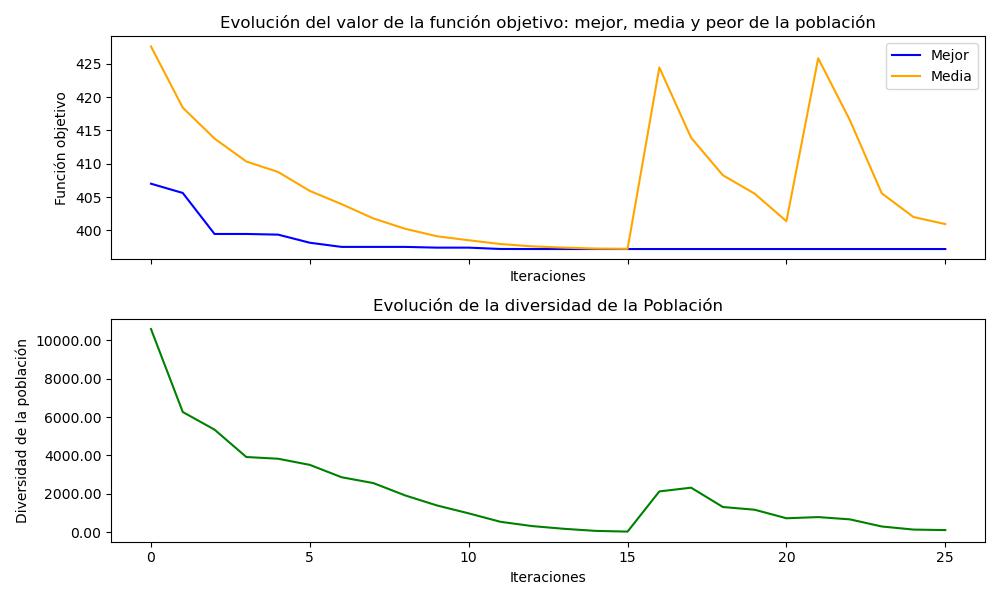 Evolución del valor de la función objetivo: mejor, media y peor de la población
Mejor
Media
Función objetivo
425
420
415
410
405
400
Iteraciones
Evolución de la diversidad de la Población
Diversidad de la población
10000.00
8000.00
6000.00
4000.00
2000.00
0.00
0 5 10 15 20 25
Iteraciones